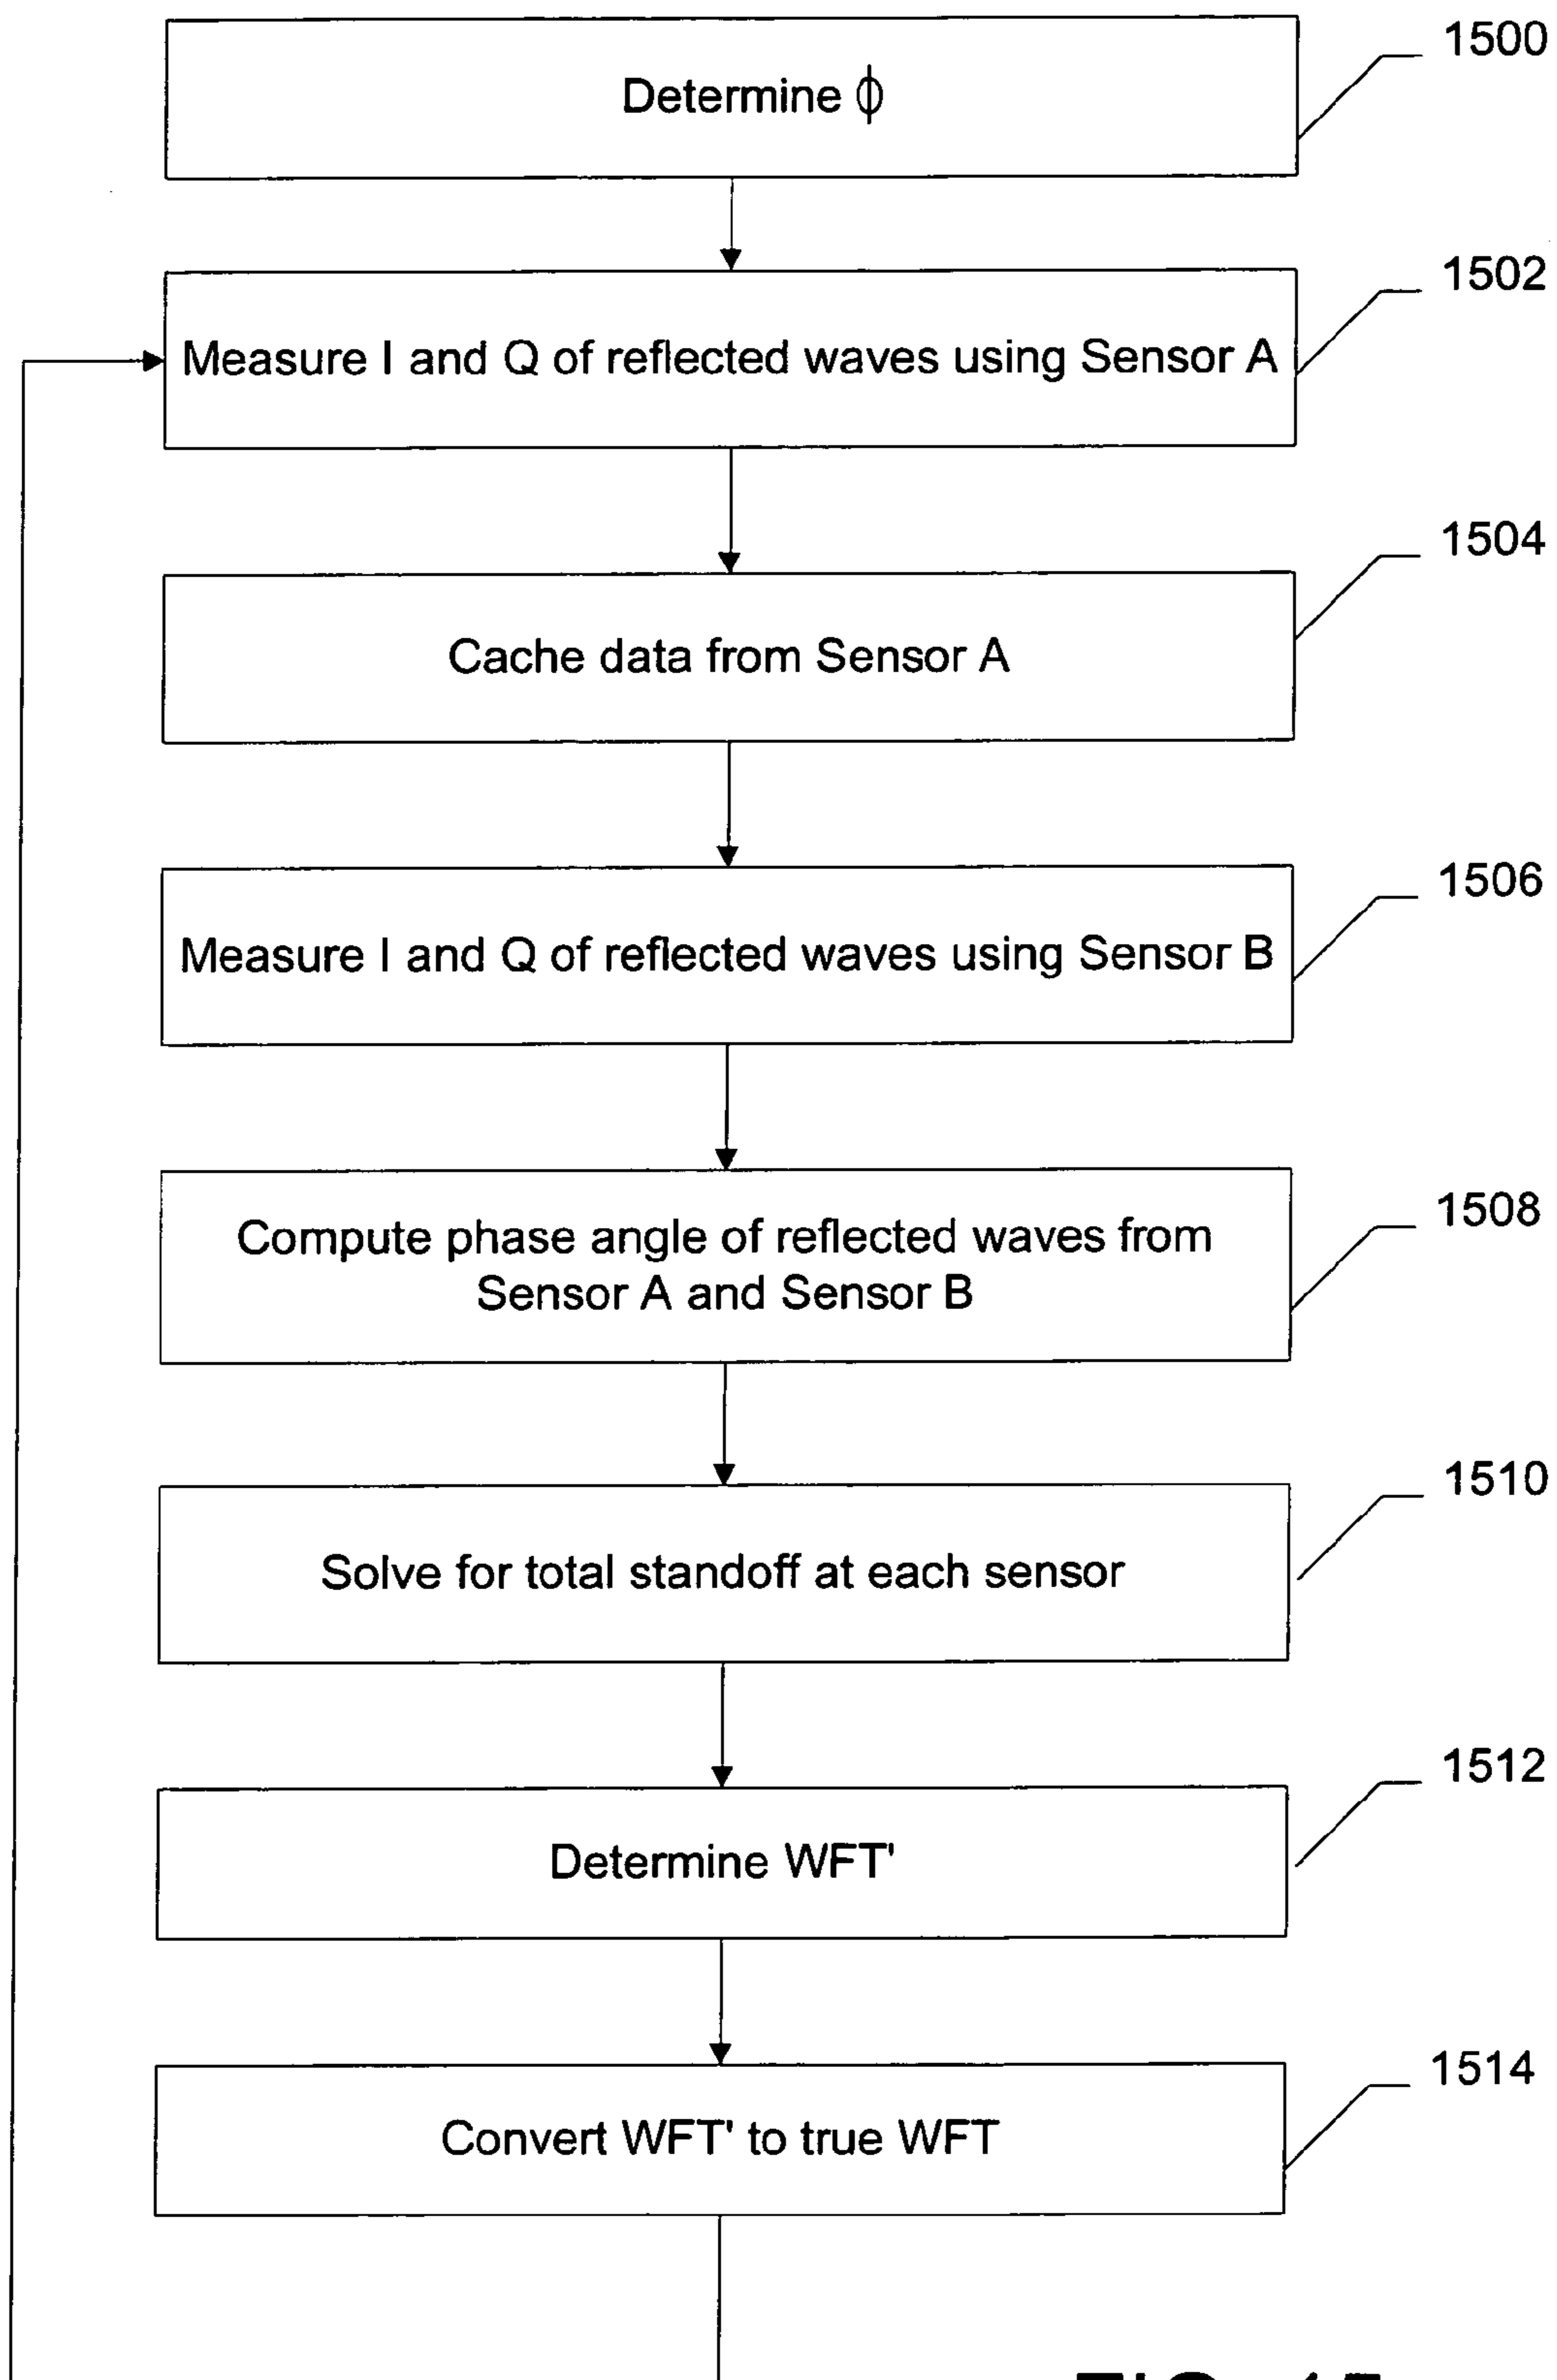 Determine ϕ
1500
Measure I and Q of reflected waves using Sensor A
1502
Cache data from Sensor A
1504
Measure I and Q of reflected waves using Sensor B
1506
Compute phase angle of reflected waves from
Sensor A and Sensor B
1508
Solve for total standoff at each sensor
1510
Determine WFT'
1512
Convert WFT' to true WFT
1514